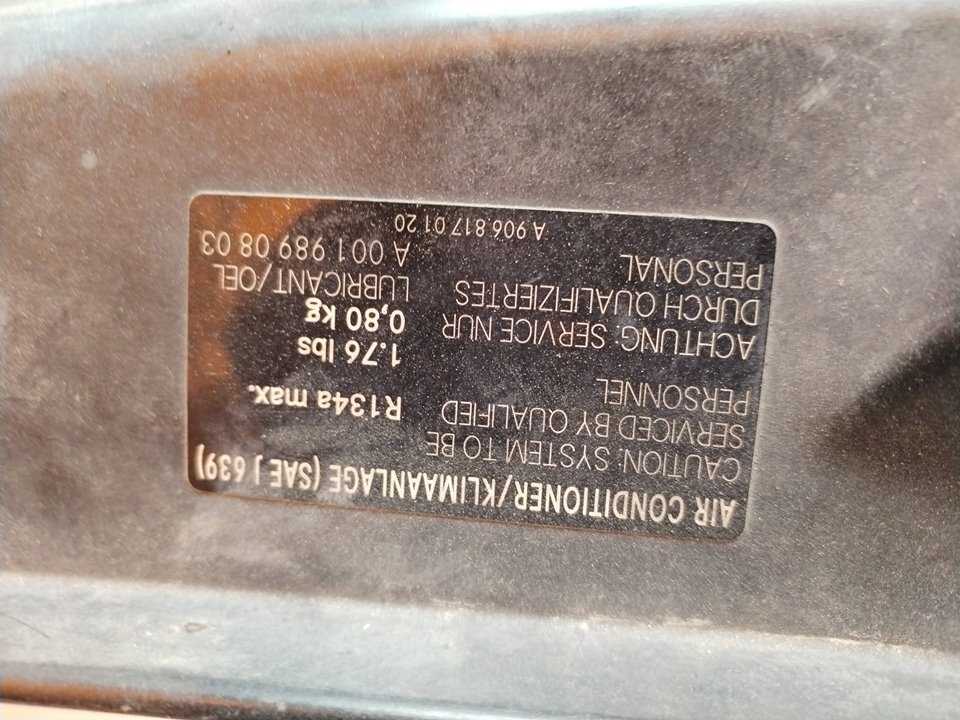 AIR CONDITIONER/KLIMAANLAGE (SAE J 639)
CAUTION: SYSTEM TO BE
SERVICED BY QUALIFIED
PERSONNEL
ACHTUNG: SERVICE NUR
DURCH QUALIFIZIERTES
PERSONAL
R134a max.
1.76 lbs
0,80 kg
LUBRICANT/OEL
A 001 989 08 03
A 906 817 01 20